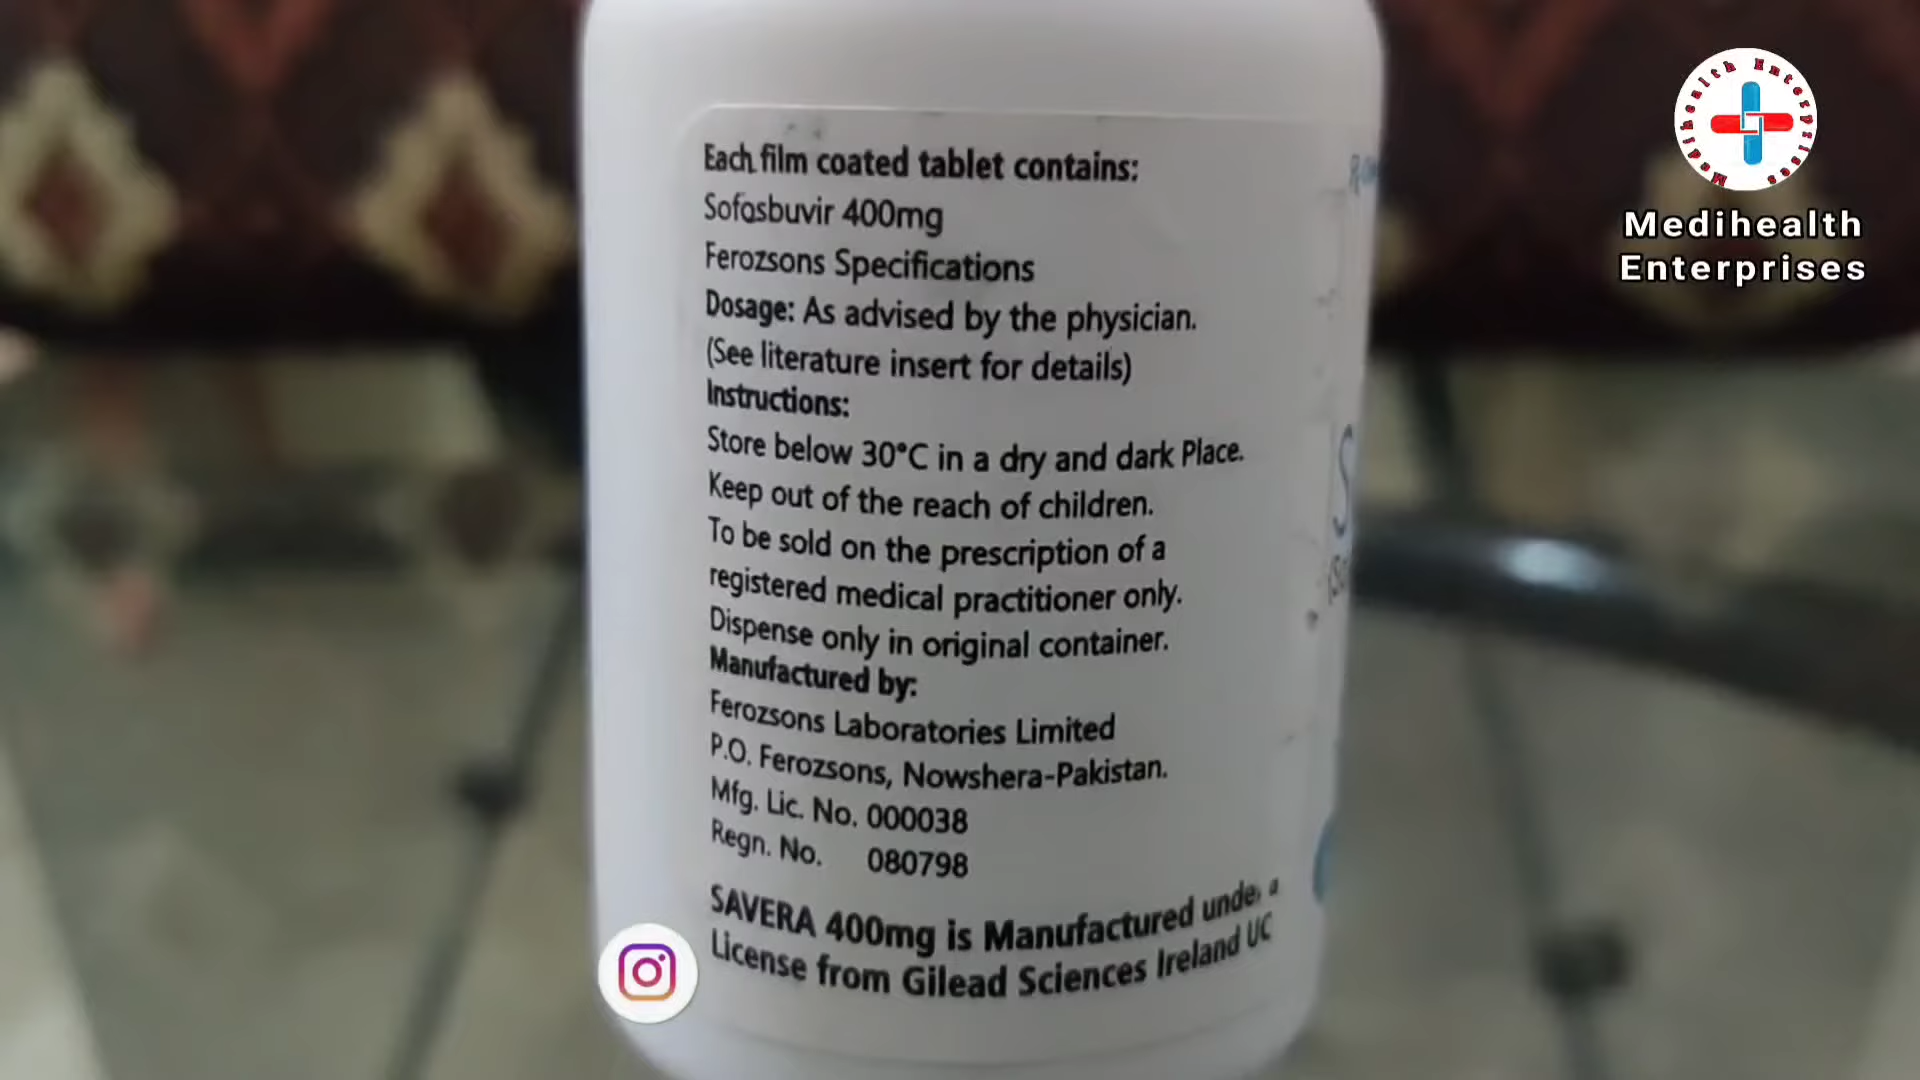 Each film coated tablet contains:
Sofosbuvir 400mg
Ferozsons Specifications
Dosage: As advised by the physician.
(See literature insert for details)
Instructions:
Store below 30°C in a dry and dark Place.
Keep out of the reach of children.
To be sold on the prescription of a
registered medical practitioner only.
Dispense only in original container.
Manufactured by:
Ferozsons Laboratories Limited
P.O. Ferozsons, Nowshera-Pakistan.
Mfg. Lic. No. 000038
Regn. No. 080798
SAVERA 400mg is Manufactured under a
License from Gilead Sciences Ireland UC
Medihealth Enterprises
Medihealth
Enterprises